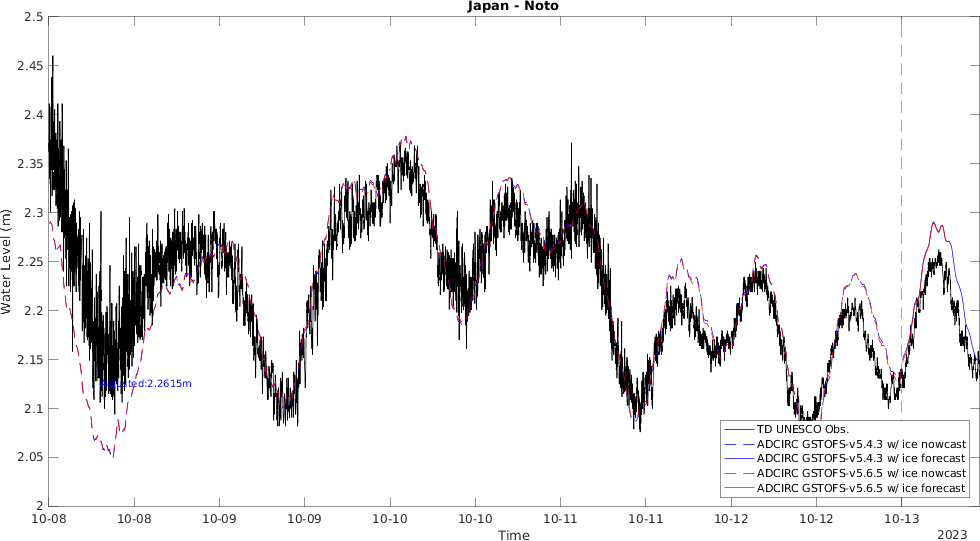 Japan - Noto
2.5
2.45
2.4
2.35
2.3
2.25
2.2
2.15
2.1
2.05
2
Water Level (m)
:2.2615m
TD UNESCO Obs.
ADCIRC GSTOFS-v5.4.3 w/ ice nowcast
ADCIRC GSTOFS-v5.4.3 w/ ice forecast
ADCIRC GSTOFS-v5.6.5 w/ ice nowcast
ADCIRC GSTOFS-v5.6.5 w/ ice forecast
10-08 10-08 10-09 10-09 10-10 10-10 10-11 10-11 10-12 10-12 10-13
Time
2023